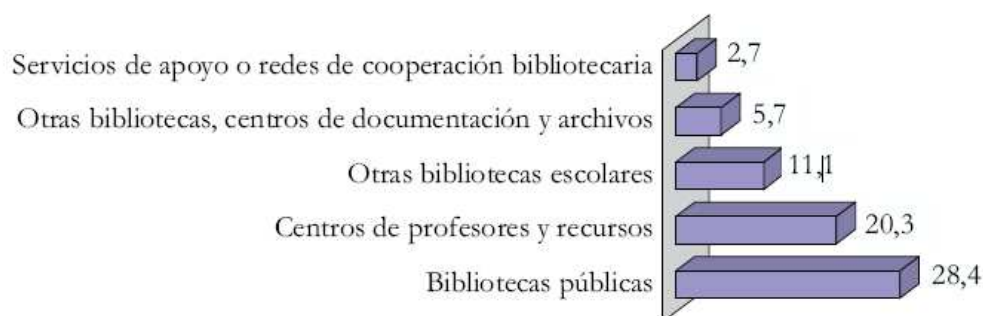 Servicios de apoyo o redes de cooperación bibliotecaria 2,7
Otras bibliotecas, centros de documentación y archivos 5,7
Otras bibliotecas escolares 11,1
Centros de profesores y recursos 20,3
Bibliotecas públicas 28,4